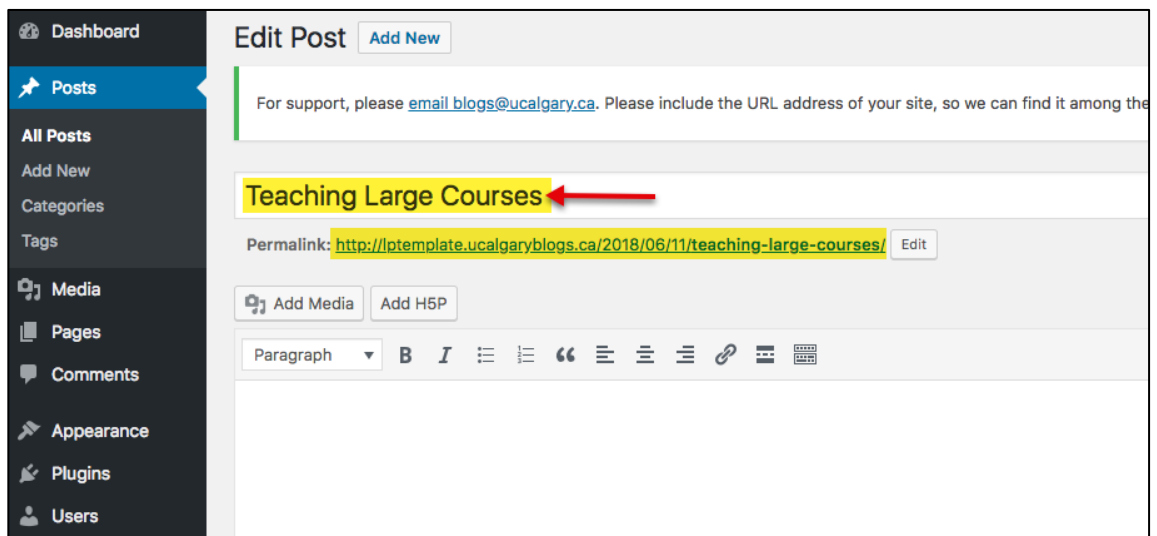 Dashboard
Posts
All Posts
Add New
Categories
Tags
Media
Pages
Comments
Appearance
Plugins
Users
Edit Post Add New
For support, please email blogs@ucalgary.ca. Please include the URL address of your site, so we can find it among the
Teaching Large Courses
Permalink: http://lptemplate.ucalgaryblogs.ca/2018/06/11/teaching-large-courses/ Edit
Add Media Add H5P
Paragraph B I